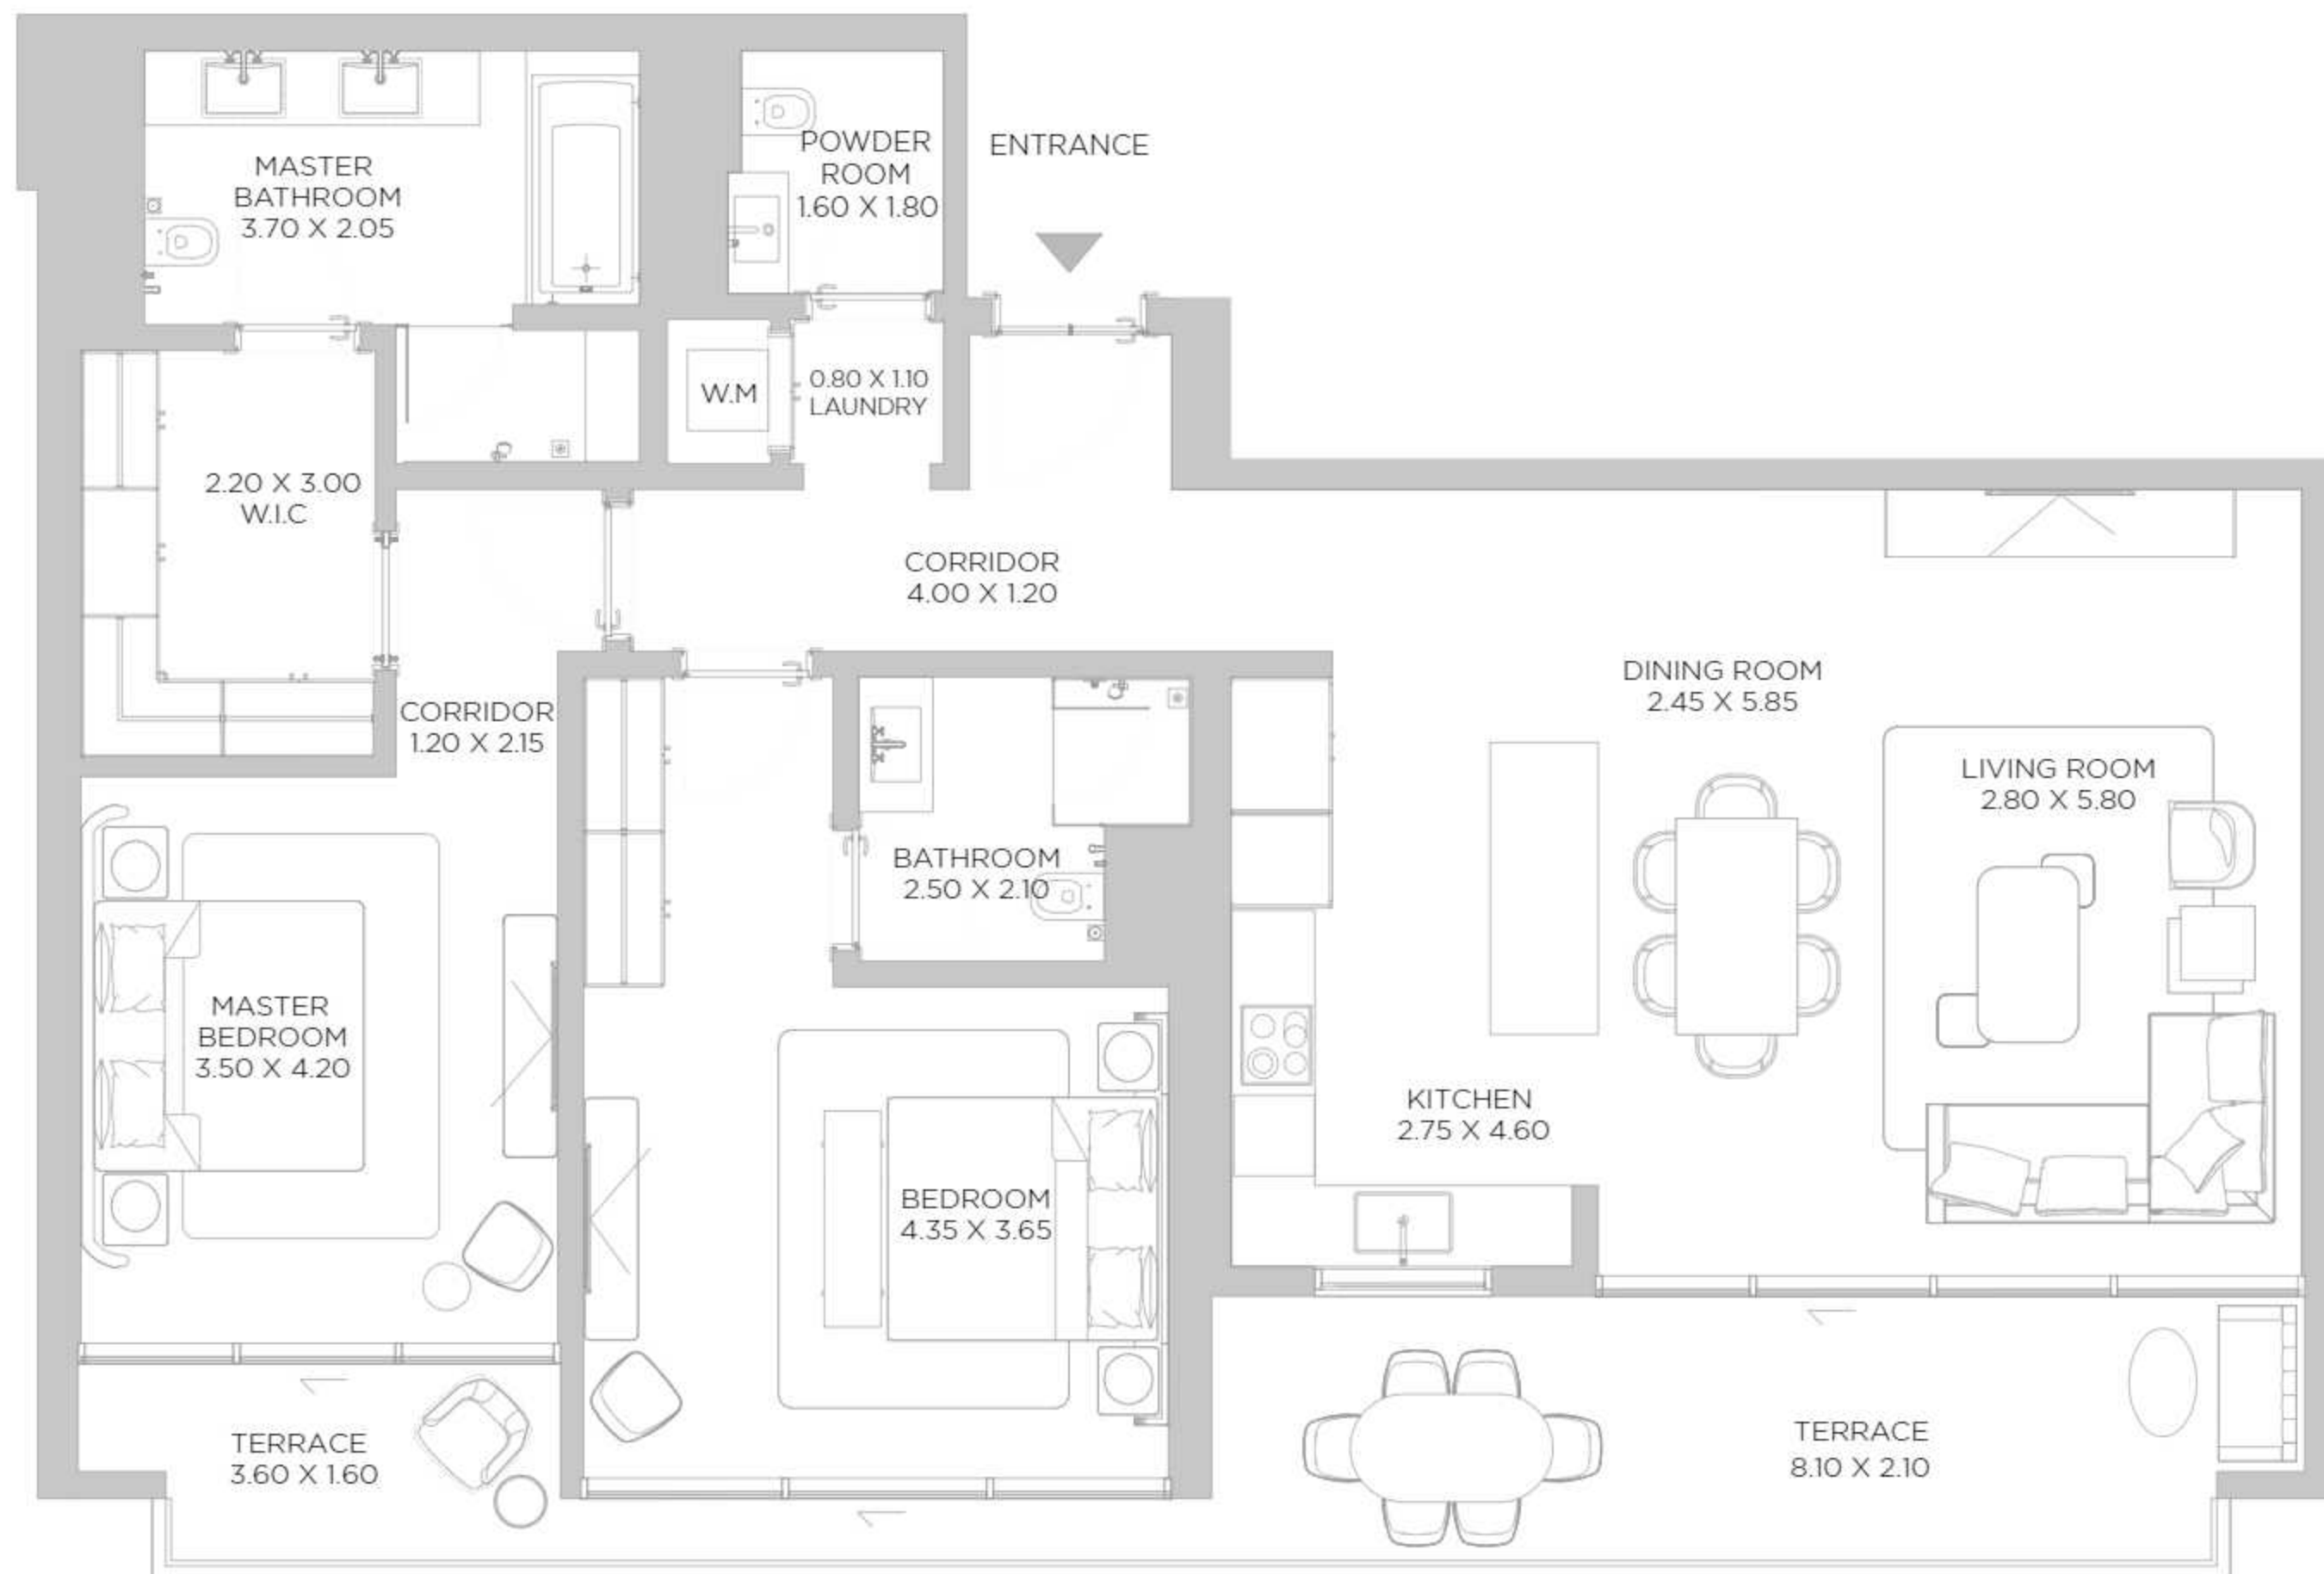 MASTER
BATHROOM
3.70 X 2.05
POWDER
ROOM
1.60 X 1.80
ENTRANCE
W.M
0.80 X 1.10
LAUNDRY
2.20 X 3.00
W.I.C
CORRIDOR
4.00 X 1.20
CORRIDOR
1.20 X 2.15
DINING ROOM
2.45 X 5.85
LIVING ROOM
2.80 X 5.80
BATHROOM
2.50 X 2.10
MASTER
BEDROOM
3.50 X 4.20
KITCHEN
2.75 X 4.60
BEDROOM
4.35 X 3.65
TERRACE
3.60 X 1.60
TERRACE
8.10 X 2.10